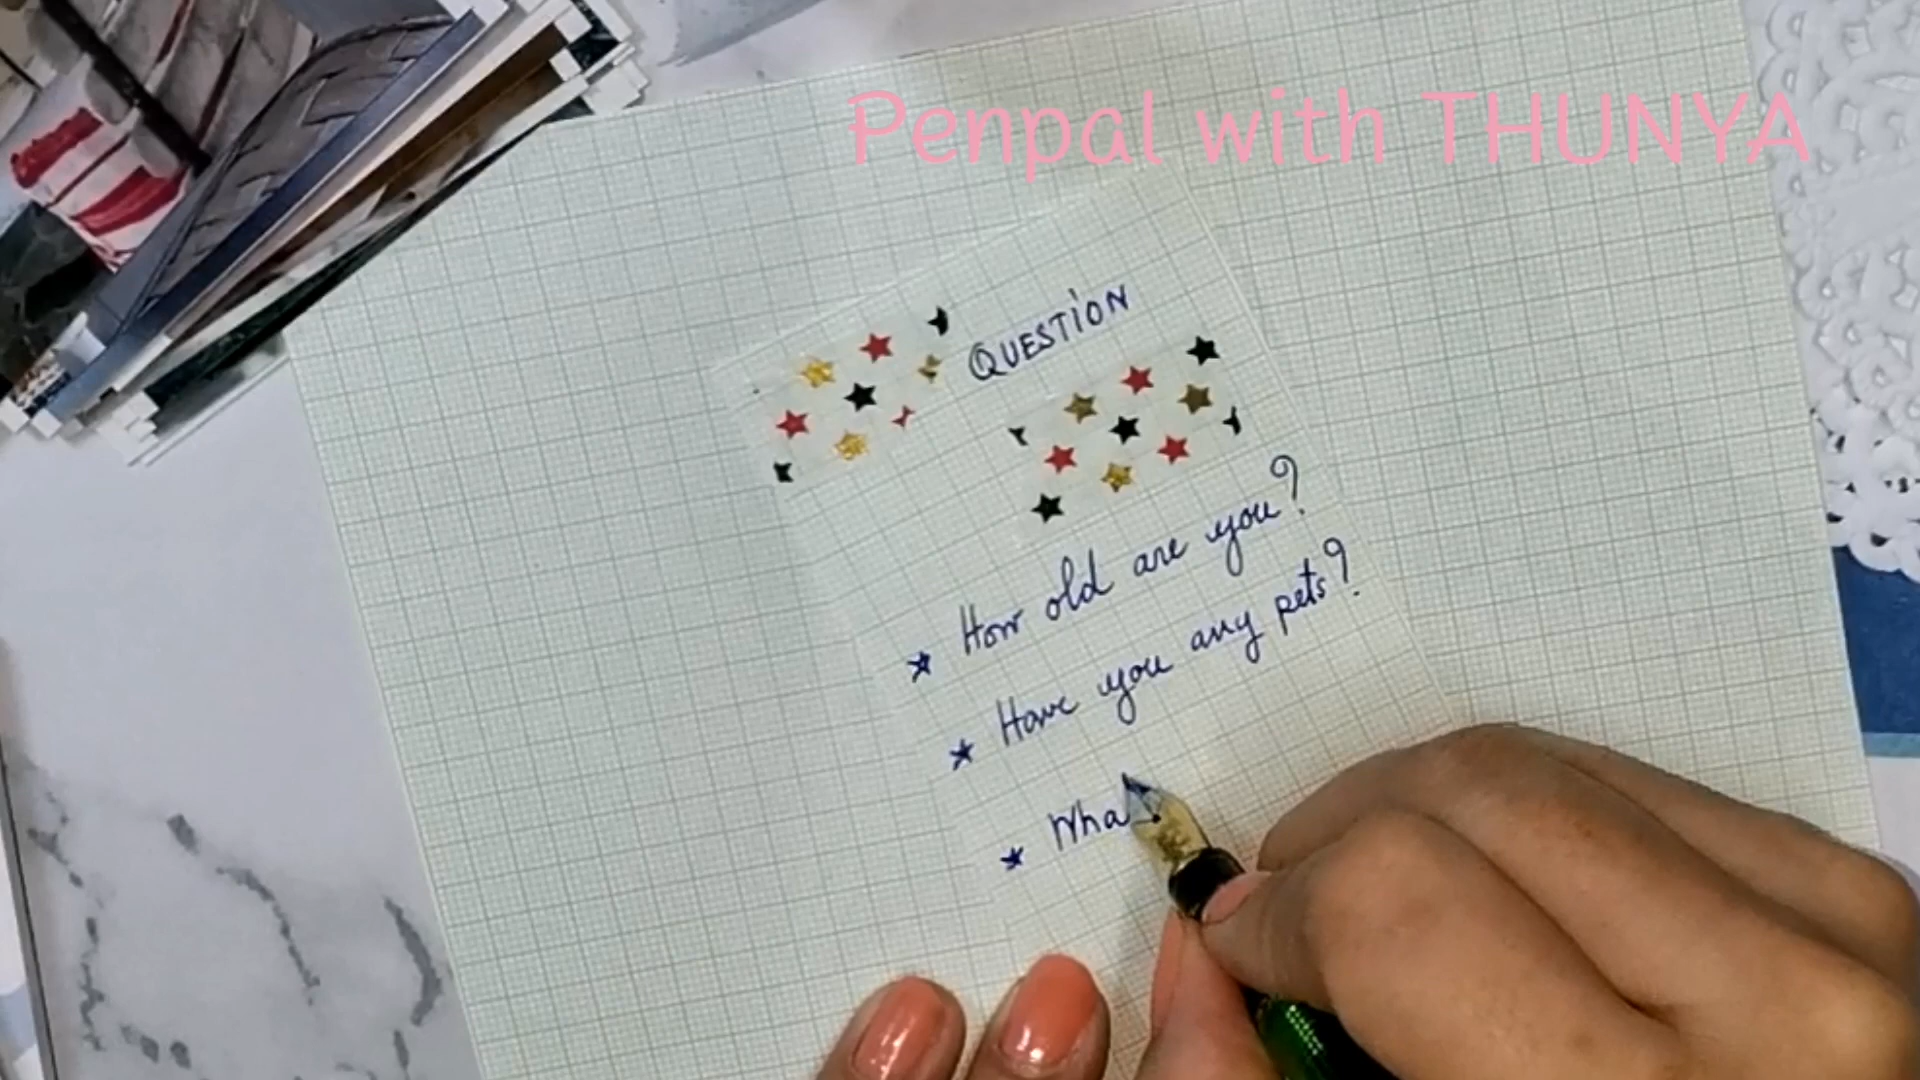 Penpal with THUNYA
QUESTION
How old are you?
Have you any pets?
Wha